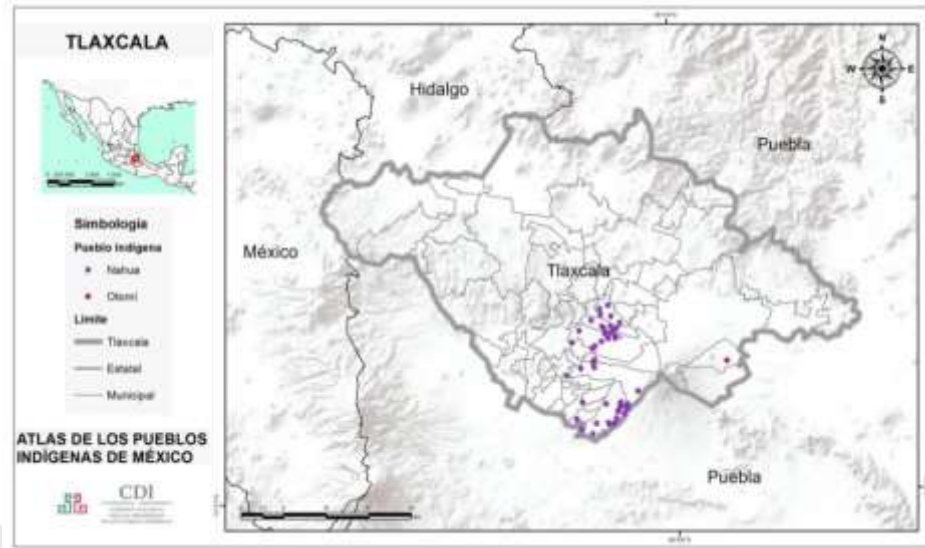 TLAXCALA
Simbología
Pueblo Indígena
Nahua
Otomí
Límite
Tlaxcala
Estatal
Municipal
ATLAS DE LOS PUEBLOS
INDÍGENAS DE MÉXICO
CDI
Hidalgo
Puebla
México
Tlaxcala
Puebla
N
W
E
S